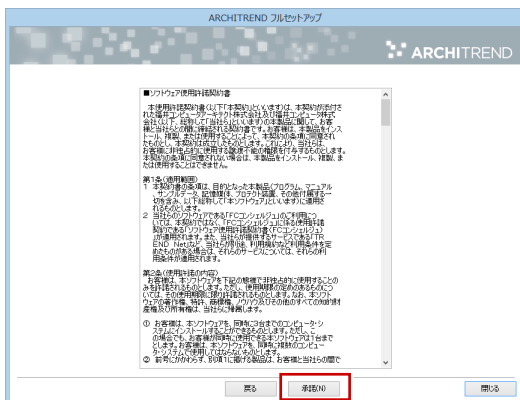 ARCHITREND フルセットアップ
ARCHITREND
■ソフトウェア使用許諾契約書
本使用許諾契約書(以下「本契約」といいます)は、本契約が添付さ
れた福井コンピュータアーキテクト株式会社及び福井コンピュータ株式
会社(以下、総称して「当社ら」といいます)の本製品に関して、お客
様と当社らとの間に締結される契約書です。お客様は、本製品をインス
トール、複製、または使用することによって、本契約の条項に同意され
たものとし、本契約は成立したものとします。これにより、当社らは、
お客様に非独占的に使用する譲渡不能の権限を付与するものとします。
本契約の条項に同意されない場合は、本製品をインストール、複製、ま
たは使用することはできません。
第1条(適用範囲)
1 本契約書の条項は、目的となった本製品(プログラム、マニュアル
、サンプルデータ、記憶媒体、プロテクト装置、その他付属する一
切を含み、以下総称して「本ソフトウェア」といいます)に適用さ
れるものとします。
2 当社らのソフトウェアである「FCコンシェルジュ」のご利用につ
いては、本契約ではなく、「FCコンシェルジュ」に係る使用許諾
契約である「ソフトウェア使用許諾契約書(FCコンシェルジュ)
」が適用されます。また、当社らが提供するサービスである「TR
END Net」など、当社らが別途、利用規約など利用条件を定
めたものがある場合は、それらのサービスについては、それらの利
用条件が適用されます。
第2条(使用許諾の内容)
お客様は、本ソフトウェアを下記の態様で非独占的に使用することの
みを許諾されるものとします。ただし、使用期限の定めのあるものにつ
いては、その使用期限に限り許諾されるものとします。なお、本ソフト
ウェアの著作権、特許、商標権、ノウハウ及びその他のすべての知的財
産権及び所有権は、当社らに帰属します。
① お客様は、本ソフトウェアを、同時に3台までのコンピュータ・シ
ステムにインストールすることができるものとします。ただし、こ
の場合でも、お客様が同時に使用できる本ソフトウェアは1台まで
とします。お客様は、本ソフトウェアを、同時に複数のコンピュー
タ・システムで使用してはならないものとします。
② 前号にかかわらず、別項1に掲げる製品は、お客様と当社らの間で
戻る
承諾(N)
閉じる